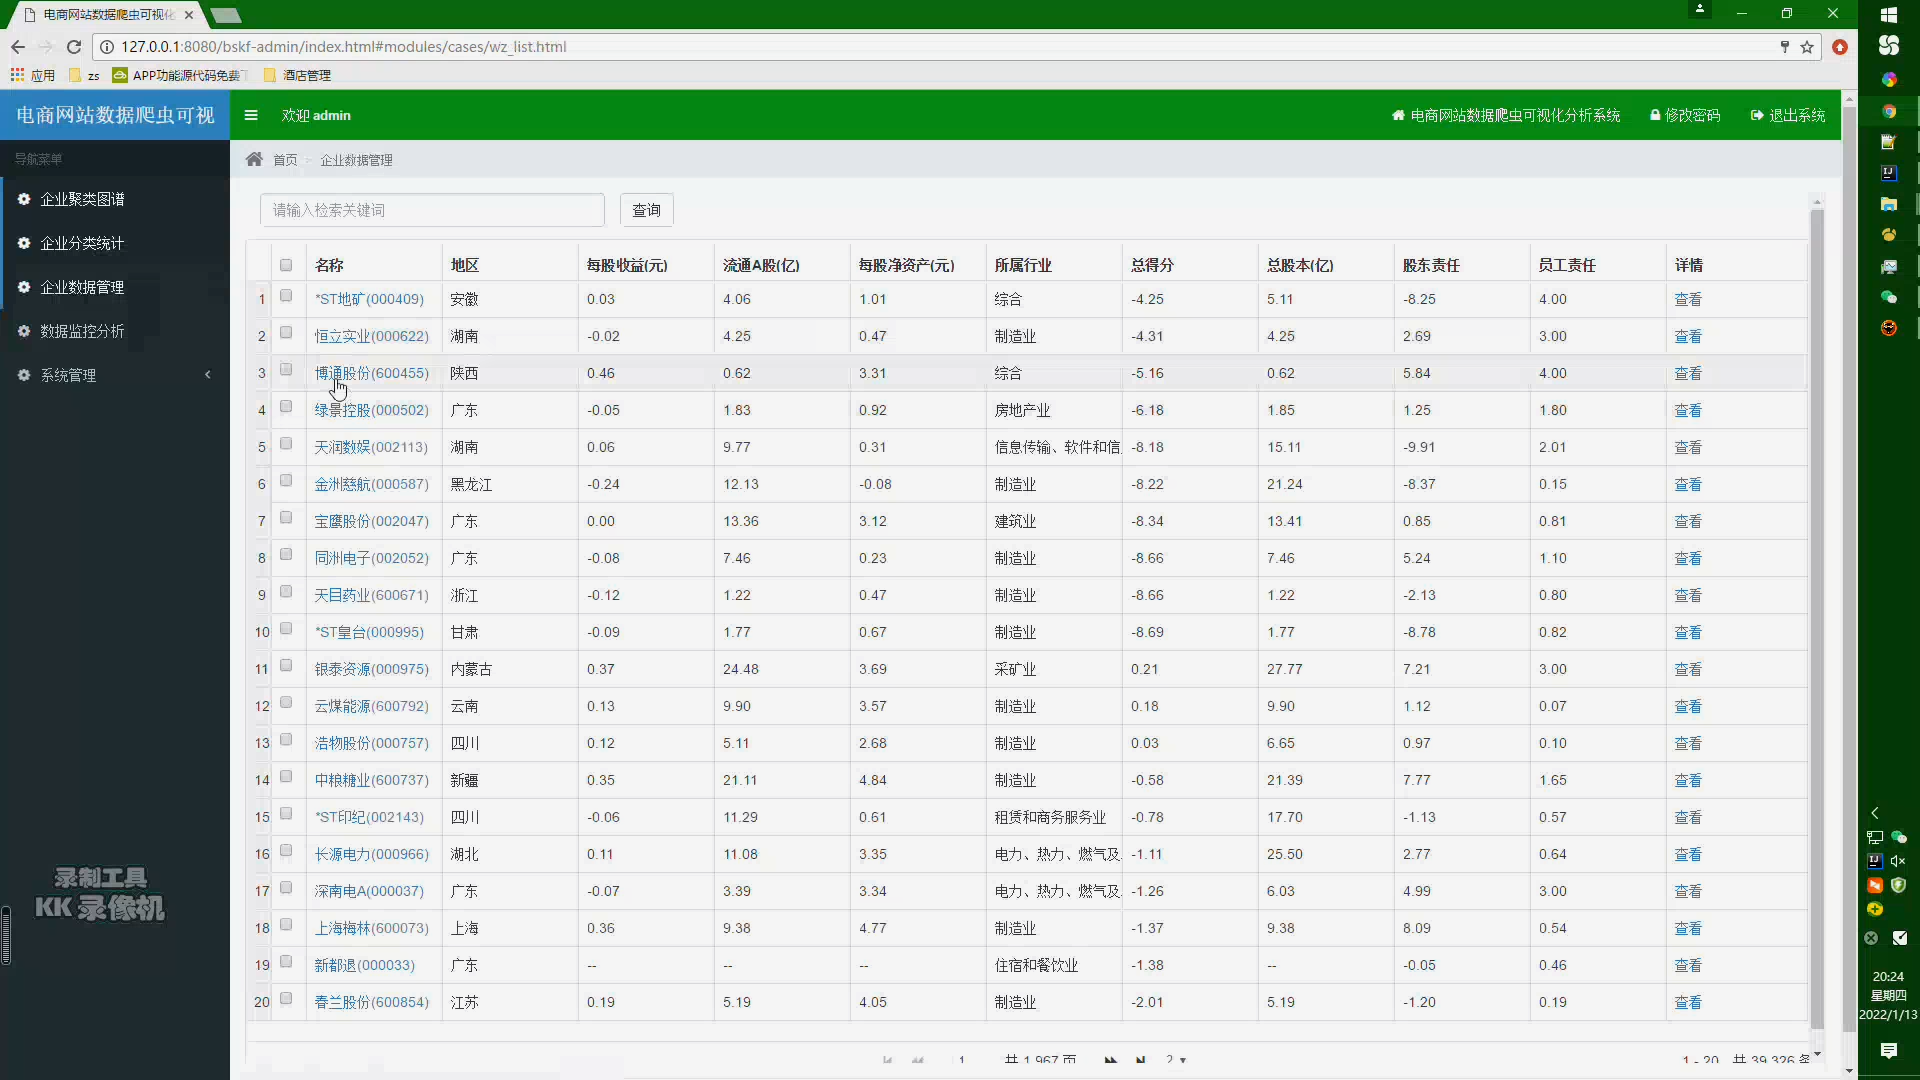 电商网站数据爬虫可视化
127.0.0.1:8080/bskf-admin/index.html#modules/cases/wz_list.html
应用 zs APP功能源代码免费下 酒店管理
电商网站数据爬虫可视 欢迎 admin 电商网站数据爬虫可视化分析系统 修改密码 退出系统
导航菜单
企业聚类图谱
企业分类统计
企业数据管理
数据监控分析
系统管理
首页 企业数据管理
请输入检索关键词 查询
名称 地区 每股收益(元) 流通A股(亿) 每股净资产(元) 所属行业 总得分 总股本(亿) 股东责任 员工责任 详情
1 *ST地矿(000409) 安徽 0.03 4.06 1.01 综合 -4.25 5.11 -8.25 4.00 查看
2 恒立实业(000622) 湖南 -0.02 4.25 0.47 制造业 -4.31 4.25 2.69 3.00 查看
3 博通股份(600455) 陕西 0.46 0.62 3.31 综合 -5.16 0.62 5.84 4.00 查看
4 绿景控股(000502) 广东 -0.05 1.83 0.92 房地产业 -6.18 1.85 1.25 1.80 查看
5 天润数娱(002113) 湖南 0.06 9.77 0.31 信息传输、软件和信 -8.18 15.11 -9.91 2.01 查看
6 金洲慈航(000587) 黑龙江 -0.24 12.13 -0.08 制造业 -8.22 21.24 -8.37 0.15 查看
7 宝鹰股份(002047) 广东 0.00 13.36 3.12 建筑业 -8.34 13.41 0.85 0.81 查看
8 同洲电子(002052) 广东 -0.08 7.46 0.23 制造业 -8.66 7.46 5.24 1.10 查看
9 天目药业(600671) 浙江 -0.12 1.22 0.47 制造业 -8.66 1.22 -2.13 0.80 查看
10 *ST皇台(000995) 甘肃 -0.09 1.77 0.67 制造业 -8.69 1.77 -8.78 0.82 查看
11 银泰资源(000975) 内蒙古 0.37 24.48 3.69 采矿业 0.21 27.77 7.21 3.00 查看
12 云煤能源(600792) 云南 0.13 9.90 3.57 制造业 0.18 9.90 1.12 0.07 查看
13 浩物股份(000757) 四川 0.12 5.11 2.68 制造业 0.03 6.65 0.97 0.10 查看
14 中粮糖业(600737) 新疆 0.35 21.11 4.84 制造业 -0.58 21.39 7.77 1.65 查看
15 *ST印纪(002143) 四川 -0.06 11.29 0.61 租赁和商务服务业 -0.78 17.70 -1.13 0.57 查看
16 长源电力(000966) 湖北 0.11 11.08 3.35 电力、热力、燃气及 -1.11 25.50 2.77 0.64 查看
17 深南电A(000037) 广东 -0.07 3.39 3.34 电力、热力、燃气及 -1.26 6.03 4.99 3.00 查看
18 上海梅林(600073) 上海 0.36 9.38 4.77 制造业 -1.37 9.38 8.09 0.54 查看
19 新都退(000033) 广东 -- -- -- 住宿和餐饮业 -1.38 -- -0.05 0.46 查看
20 春兰股份(600854) 江苏 0.19 5.19 4.05 制造业 -2.01 5.19 -1.20 0.19 查看
1 共 1,967 页 2 1 - 20 共 39,326 条
录制工具
KK 录像机
20:24
星期四
2022/1/13